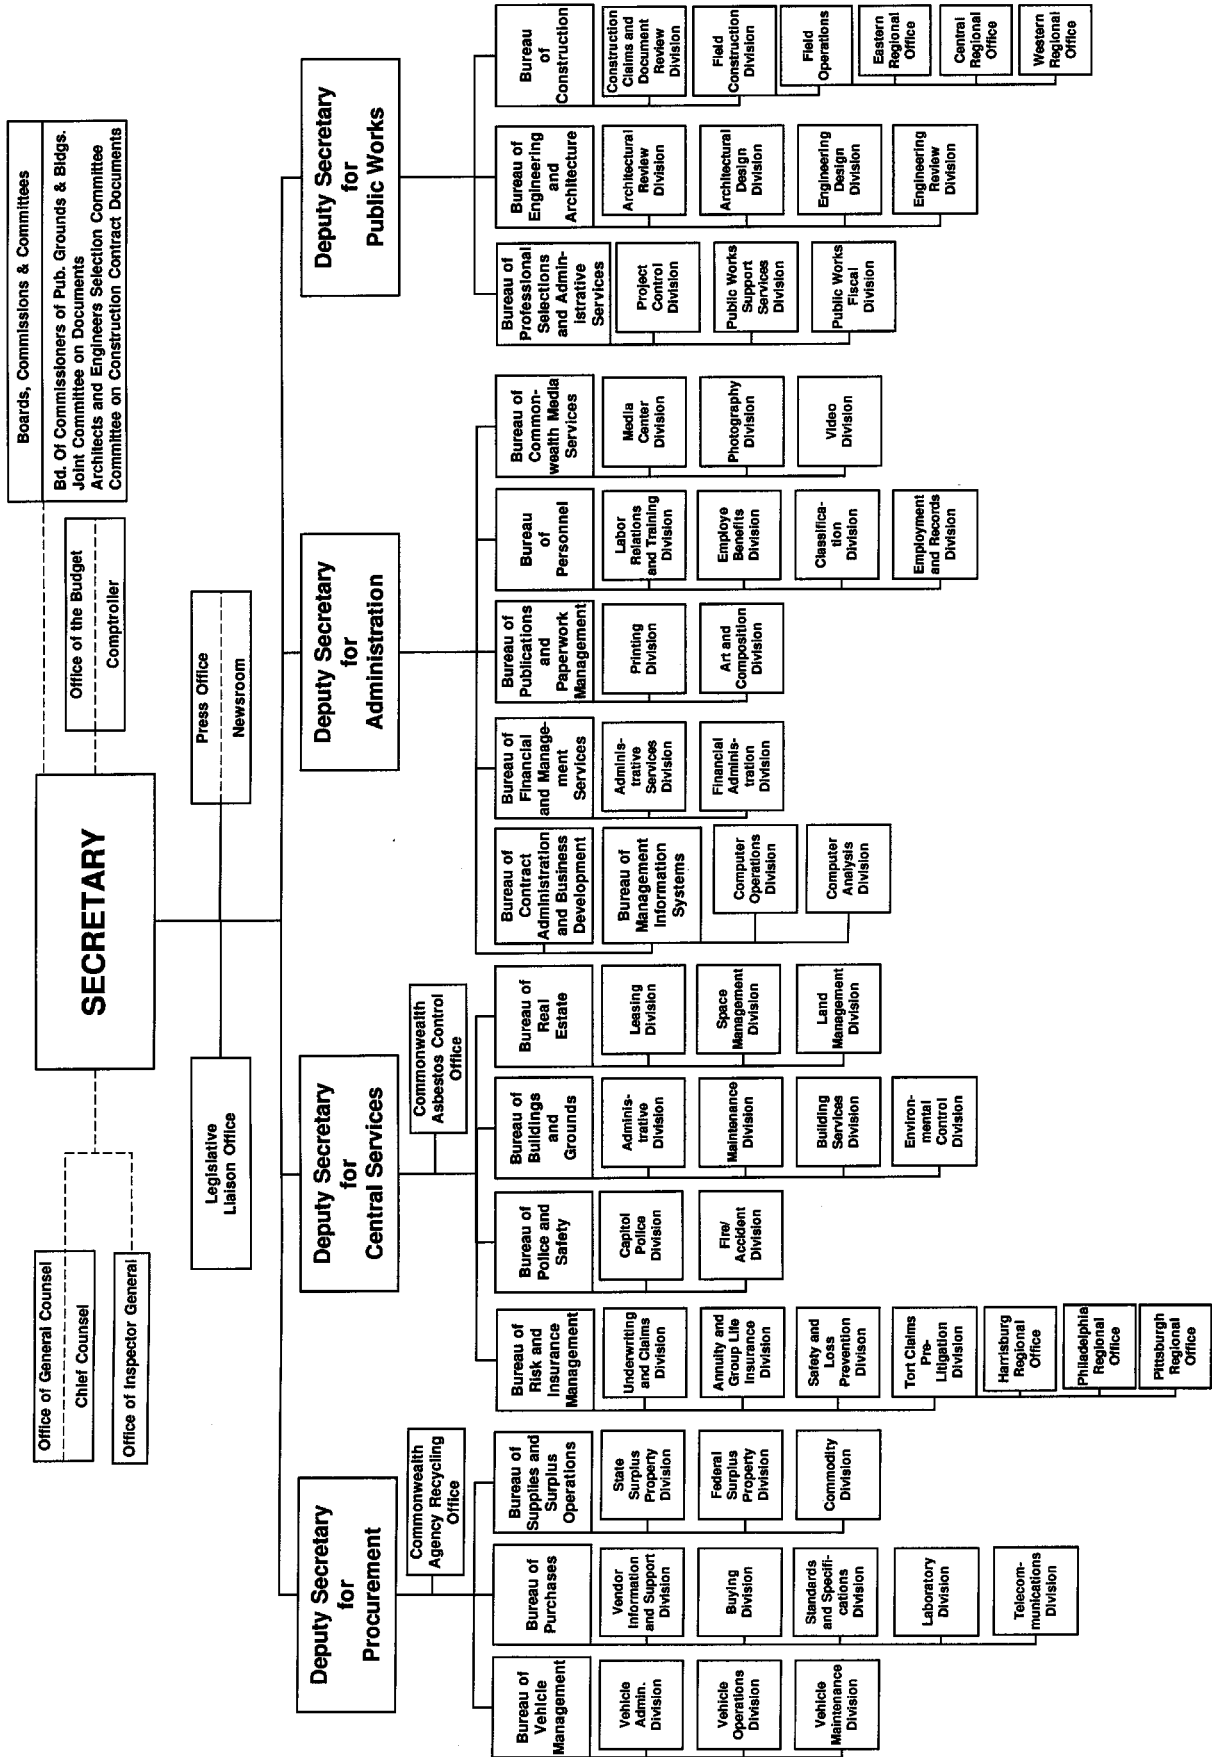 Boards, Commissions & Committees
Bd. Of Commissioners of Pub. Grounds & Bldgs.
Joint Committee on Documents
Architects and Engineers Selection Committee
Committee on Construction Contract Documents
SECRETARY
Office of the Budget
Comptroller
Office of General Counsel
Chief Counsel
Office of Inspector General
Legislative
Liaison Office
Press Office
Newsroom
Deputy Secretary
for
Procurement
Commonwealth
Agency Recycling
Office
Bureau of
Vehicle
Management
Vehicle
Admin.
Division
Vehicle
Operations
Division
Vehicle
Maintenance
Division
Bureau of
Purchases
Vendor
Information
and Support
Division
Buying
Division
Standards
and Specifi-
cations
Division
Laboratory
Division
Telecom-
munications
Division
Bureau of
Supplies and
Surplus
Operations
State
Surplus
Property
Division
Federal
Surplus
Property
Division
Commodity
Division
Deputy Secretary
for
Central Services
Commonwealth
Asbestos Control
Office
Bureau of
Risk and
Insurance
Management
Underwriting
and Claims
Division
Annuity and
Group Life
Insurance
Division
Safety and
Loss
Prevention
Divison
Tort Claims
Pre-
Litigation
Division
Harrisburg
Regional
Office
Philadelphia
Regional
Office
Pittsburgh
Regional
Office
Bureau of
Police and
Safety
Capitol
Police
Division
Fire/
Accident
Division
Bureau of
Buildings
and
Grounds
Adminis-
trative
Division
Maintenance
Division
Building
Services
Division
Environ-
mental
Control
Division
Bureau of
Real
Estate
Leasing
Division
Space
Management
Division
Land
Management
Division
Deputy Secretary
for
Administration
Bureau of
Contract
Administration
and Business
Development
Bureau of
Management
Information
Systems
Computer
Operations
Division
Computer
Analysis
Division
Bureau of
Financial
and Manage-
ment
Services
Adminis-
trative
Services
Division
Financial
Adminis-
tration
Division
Bureau of
Publications
and
Paperwork
Management
Printing
Division
Art and
Composition
Division
Bureau
of
Personnel
Labor
Relations
and Training
Division
Employe
Benefits
Division
Classifica-
tion
Division
Employment
and Records
Division
Bureau of
Common-
wealth Media
Services
Media
Center
Division
Photography
Division
Video
Division
Deputy Secretary
for
Public Works
Bureau of
Professional
Selections
and Admin-
istrative
Services
Project
Control
Division
Public Works
Support
Services
Division
Public Works
Fiscal
Division
Bureau of
Engineering
and
Architecture
Architectural
Review
Division
Architectural
Design
Division
Engineering
Design
Division
Engineering
Review
Division
Bureau
of
Construction
Construction
Claims and
Document
Review
Division
Field
Construction
Division
Field
Operations
Eastern
Regional
Office
Central
Regional
Office
Western
Regional
Office